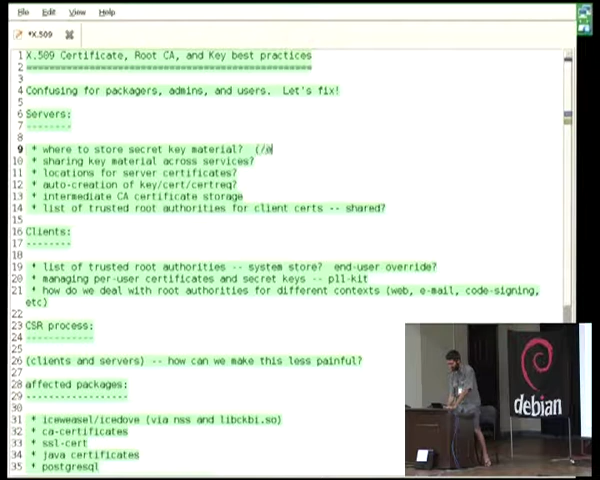 File Edit View Help
*X.509
1 X.509 Certificate, Root CA, and Key best practices
2 ==================================================
3
4 Confusing for packagers, admins, and users. Let's fix!
5
6 Servers:
7 --------
8
9 * where to store secret key material? (/e
10 * sharing key material across services?
11 * locations for server certificates?
12 * auto-creation of key/cert/certreq?
13 * intermediate CA certificate storage
14 * list of trusted root authorities for client certs -- shared?
15
16 Clients:
17 --------
18
19 * list of trusted root authorities -- system store? end-user override?
20 * managing per-user certificates and secret keys -- p11-kit
21 * how do we deal with root authorities for different contexts (web, e-mail, code-signing,
etc)
22
23 CSR process:
24 ------------
25
26 (clients and servers) -- how can we make this less painful?
27
28 affected packages:
29 -----------------
30
31 * iceweasel/icedove (via nss and libckbi.so)
32 * ca-certificates
33 * ssl-cert
34 * java certificates
35 * postgresql
debian